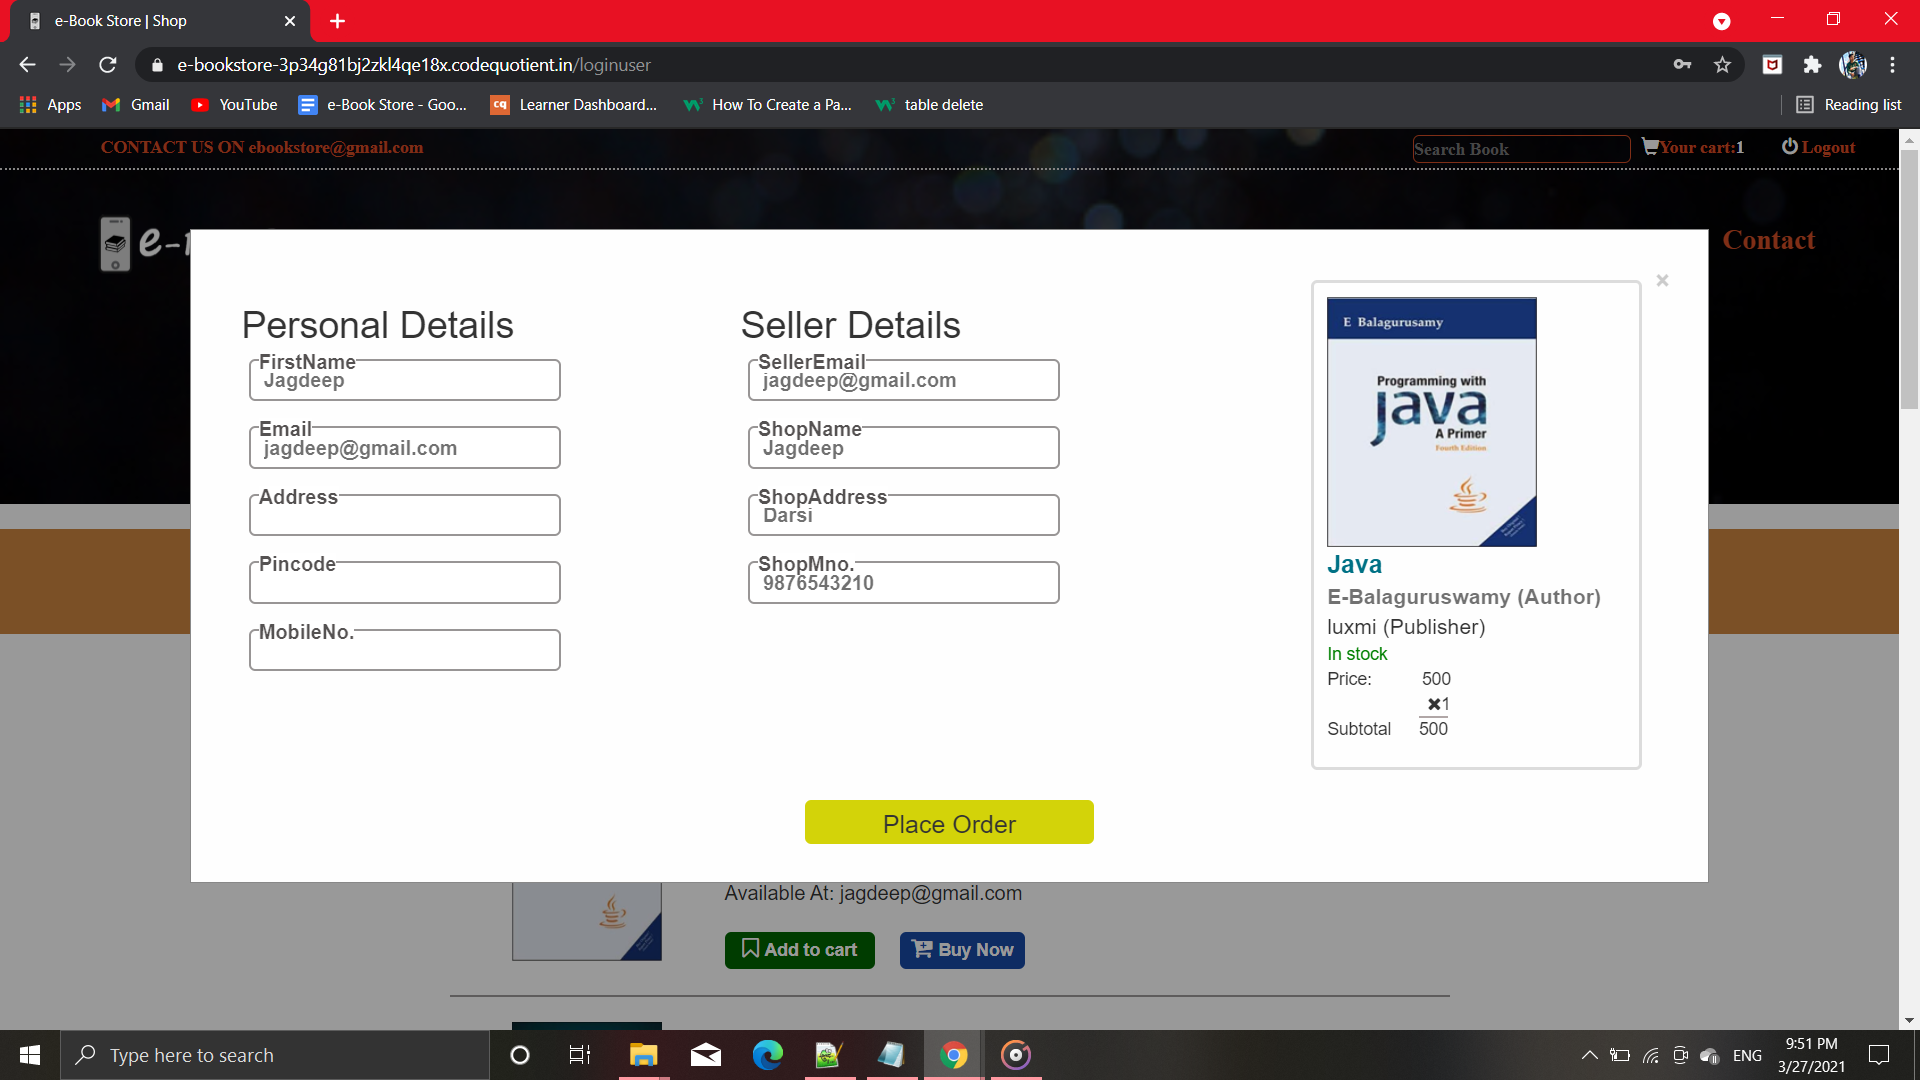 e-Book Store | Shop
e-bookstore-3p34g81bj2zkl4qe18x.codequotient.in/loginuser
Apps
Gmail
YouTube
e-Book Store - Goo...
cq
Learner Dashboard...
How To Create a Pa...
table delete
Reading list
CONTACT US ON ebookstore@gmail.com
Search Book
Your cart:1
Logout
Contact
Personal Details
FirstName
Jagdeep
Email
jagdeep@gmail.com
Address
Pincode
MobileNo.
Seller Details
SellerEmail
jagdeep@gmail.com
ShopName
Jagdeep
ShopAddress
Darsi
ShopMno.
9876543210
×
E Balagurusamy
Programming with
java
A Primer
Fourth Edition
Java
E-Balaguruswamy (Author)
luxmi (Publisher)
In stock
Price: 500
✖1
Subtotal 500
Place Order
Available At: jagdeep@gmail.com
Add to cart
Buy Now
Type here to search
ENG
9:51 PM
3/27/2021